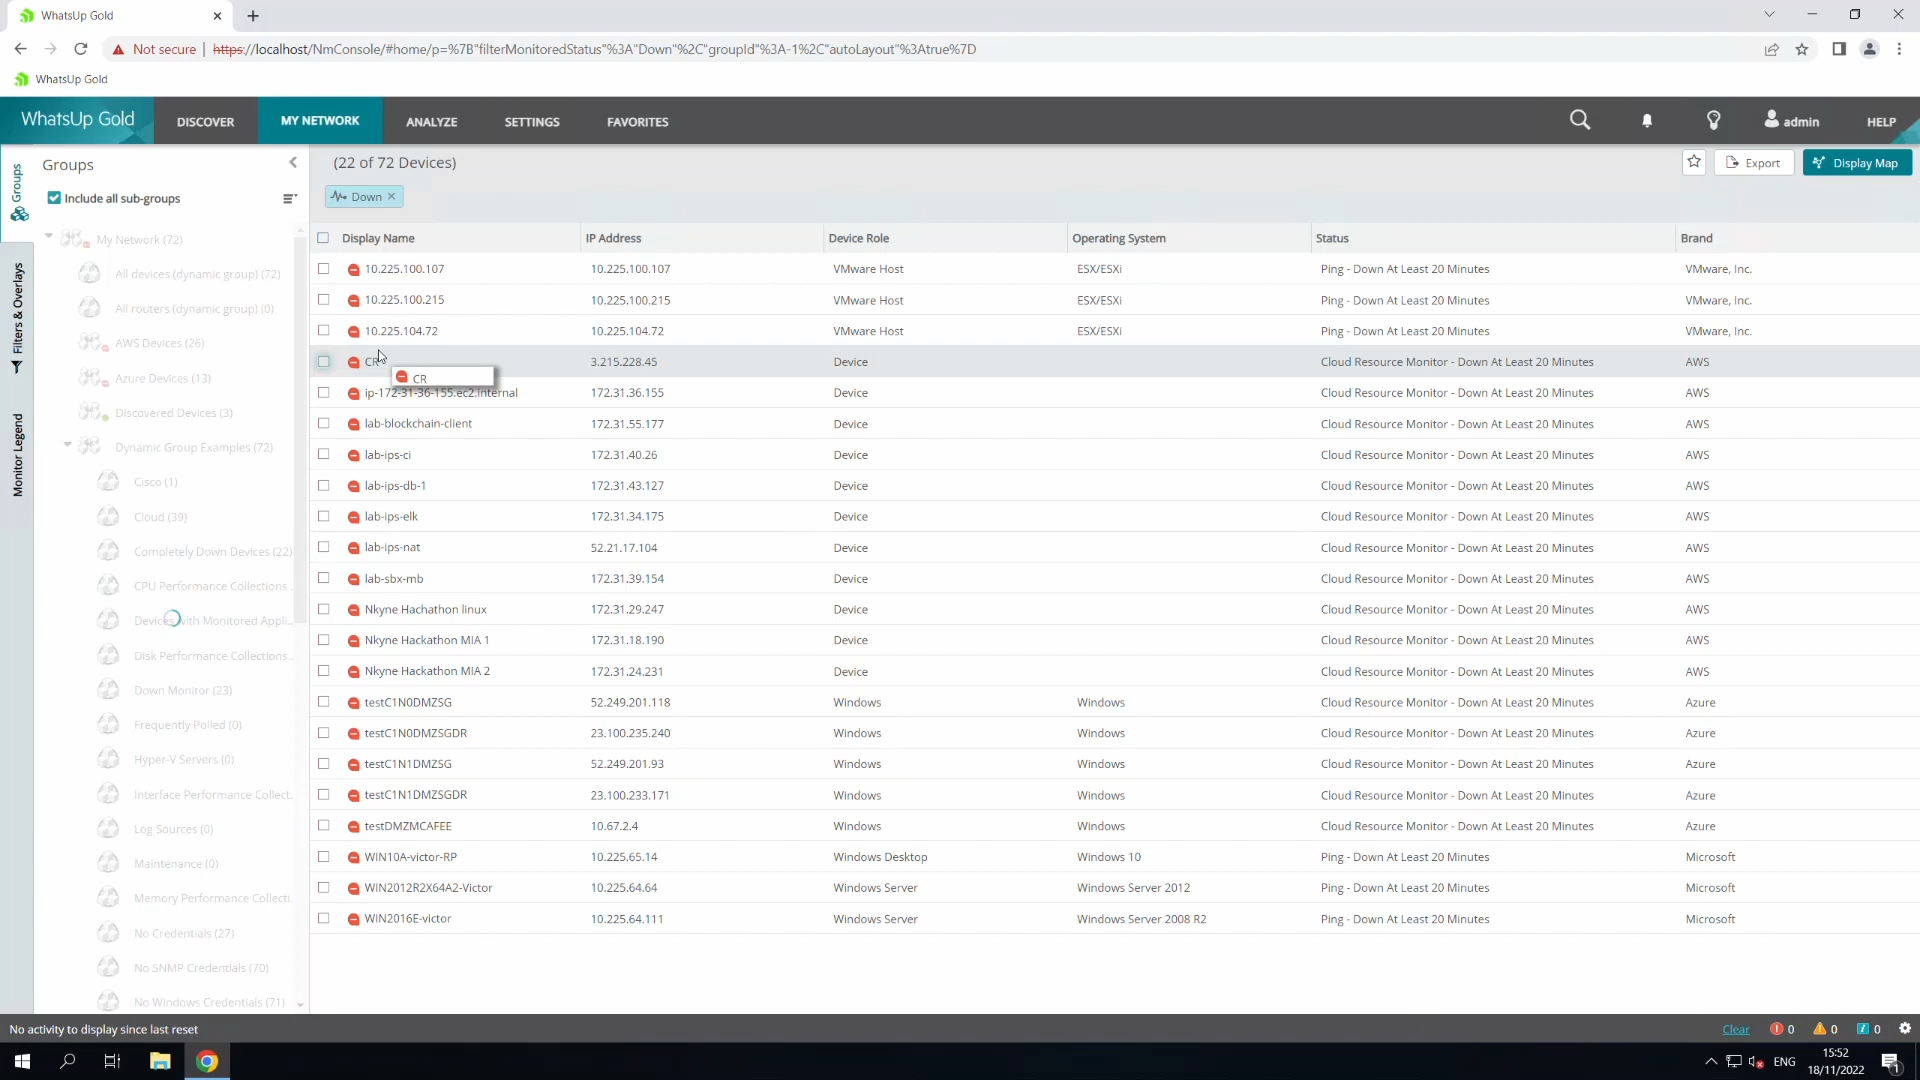 WhatsUp Gold
Not secure | https://localhost/NmConsole/#home/p=%7B"filterMonitoredStatus"%3A"Down"%2C"groupId"%3A-1%2C"autoLayout"%3Atrue%7D
WhatsUp Gold
WhatsUp Gold DISCOVER MY NETWORK ANALYZE SETTINGS FAVORITES admin HELP
Groups
Filters & Overlays
Monitor Legend
Groups
Include all sub-groups
My Network (72)
All devices (dynamic group) (72)
All routers (dynamic group) (0)
AWS Devices (26)
Azure Devices (13)
Discovered Devices (3)
Dynamic Group Examples (72)
Cisco (1)
Cloud (39)
Completely Down Devices (22)
CPU Performance Collections ..
Devices with Monitored Appli...
Disk Performance Collections..
Down Monitor (23)
Frequently Polled (0)
Hyper-V Servers (0)
Interface Performance Collect.
Log Sources (0)
Maintenance (0)
Memory Performance Collecti.
No Credentials (27)
No SNMP Credentials (70)
No Windows Credentials (71)
(22 of 72 Devices)
Export Display Map
Down
Display Name IP Address Device Role Operating System Status Brand
10.225.100.107 10.225.100.107 VMware Host ESX/ESXi Ping - Down At Least 20 Minutes VMware, Inc.
10.225.100.215 10.225.100.215 VMware Host ESX/ESXi Ping - Down At Least 20 Minutes VMware, Inc.
10.225.104.72 10.225.104.72 VMware Host ESX/ESXi Ping - Down At Least 20 Minutes VMware, Inc.
CR 3.215.228.45 Device Cloud Resource Monitor - Down At Least 20 Minutes AWS
CR
ip-172-31-36-155.ec2.internal 172.31.36.155 Device Cloud Resource Monitor - Down At Least 20 Minutes AWS
lab-blockchain-client 172.31.55.177 Device Cloud Resource Monitor - Down At Least 20 Minutes AWS
lab-ips-ci 172.31.40.26 Device Cloud Resource Monitor - Down At Least 20 Minutes AWS
lab-ips-db-1 172.31.43.127 Device Cloud Resource Monitor - Down At Least 20 Minutes AWS
lab-ips-elk 172.31.34.175 Device Cloud Resource Monitor - Down At Least 20 Minutes AWS
lab-ips-nat 52.21.17.104 Device Cloud Resource Monitor - Down At Least 20 Minutes AWS
lab-sbx-mb 172.31.39.154 Device Cloud Resource Monitor - Down At Least 20 Minutes AWS
Nkyne Hachathon linux 172.31.29.247 Device Cloud Resource Monitor - Down At Least 20 Minutes AWS
Nkyne Hackathon MIA 1 172.31.18.190 Device Cloud Resource Monitor - Down At Least 20 Minutes AWS
Nkyne Hackathon MIA 2 172.31.24.231 Device Cloud Resource Monitor - Down At Least 20 Minutes AWS
testC1N0DMZSG 52.249.201.118 Windows Windows Cloud Resource Monitor - Down At Least 20 Minutes Azure
testC1N0DMZSGDR 23.100.235.240 Windows Windows Cloud Resource Monitor - Down At Least 20 Minutes Azure
testC1N1DMZSG 52.249.201.93 Windows Windows Cloud Resource Monitor - Down At Least 20 Minutes Azure
testC1N1DMZSGDR 23.100.233.171 Windows Windows Cloud Resource Monitor - Down At Least 20 Minutes Azure
testDMZMCAFEE 10.67.2.4 Windows Windows Cloud Resource Monitor - Down At Least 20 Minutes Azure
WIN10A-victor-RP 10.225.65.14 Windows Desktop Windows 10 Ping - Down At Least 20 Minutes Microsoft
WIN2012R2X64A2-Victor 10.225.64.64 Windows Server Windows Server 2012 Ping - Down At Least 20 Minutes Microsoft
WIN2016E-victor 10.225.64.111 Windows Server Windows Server 2008 R2 Ping - Down At Least 20 Minutes Microsoft
No activity to display since last reset Clear 0 0 0
ENG 15:52
18/11/2022
1